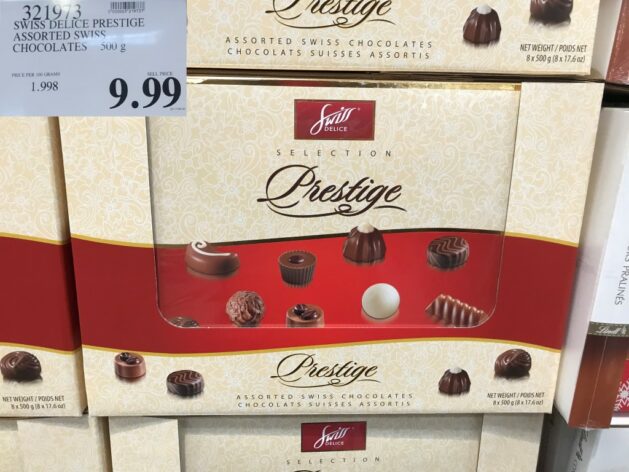 321973
SWISS DELICE PRESTIGE
ASSORTED SWISS
CHOCOLATES 500 g
PRICE PER 100 GRAMS
1.998
SELL PRICE
9.99
Prestige
ASSORTED SWISS CHOCOLATES
CHOCOLATS SUISSES ASSORTIS
NET WEIGHT / POIDS NET
8 x 500 g (8 x 17.6 oz)
Swiss
DELICE
SELECTION
Prestige
Prestige
ASSORTED SWISS CHOCOLATES
CHOCOLATS SUISSES ASSORTIS
NET WEIGHT / POIDS NET
8 x 500 g (8 x 17.6 oz)
NET WEIGHT / POIDS NET
8 x 500 g (8 x 17.6 oz)
PRALINES
Lindt
Swiss
DELICE
SELECTION